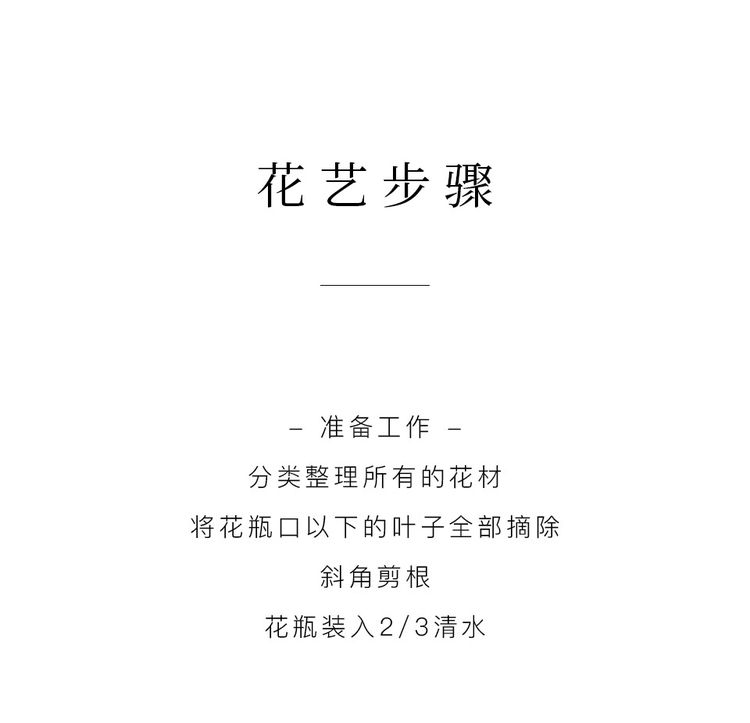 花艺步骤
– 准备工作 –
分类整理所有的花材
将花瓶口以下的叶子全部摘除
斜角剪根
花瓶装入2/3清水